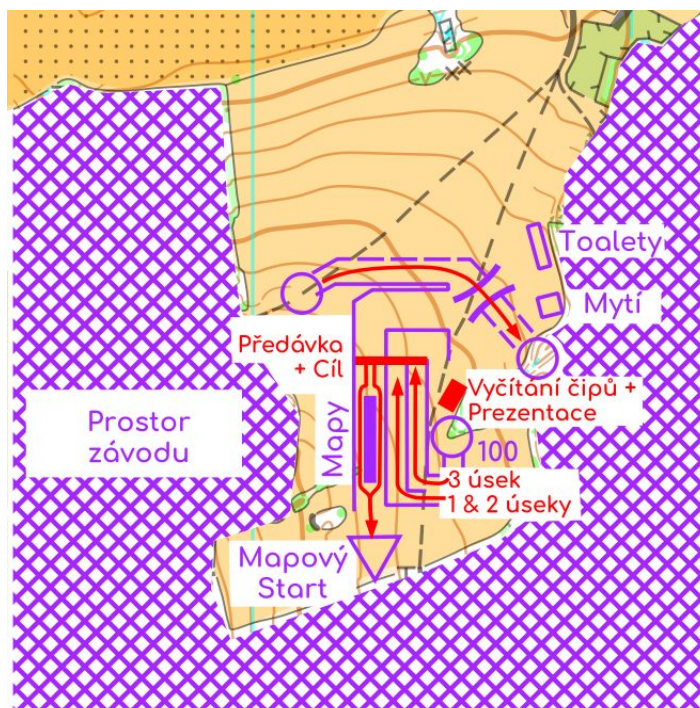 Toalety
Mytí
Předávka
+ Cíl
Vyčítání čipů +
Prezentace
Prostor
závodu
Mapy
100
3 úsek
1 & 2 úseky
Mapový
Start